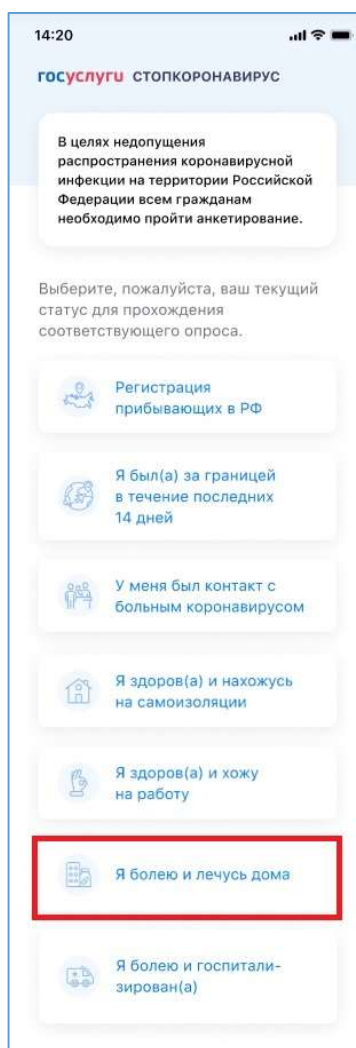 14:20
госуслуги СТОПКОРОНАВИРУС
В целях недопущения
распространения коронавирусной
инфекции на территории Российской
Федерации всем гражданам
необходимо пройти анкетирование.
Выберите, пожалуйста, ваш текущий
статус для прохождения
соответствующего опроса.
Регистрация
прибывающих в РФ
Я был(а) за границей
в течение последних
14 дней
У меня был контакт с
больным коронавирусом
Я здоров(а) и нахожусь
на самоизоляции
Я здоров(а) и хожу
на работу
Я болею и лечусь дома
Я болею и госпитали-
зирован(а)